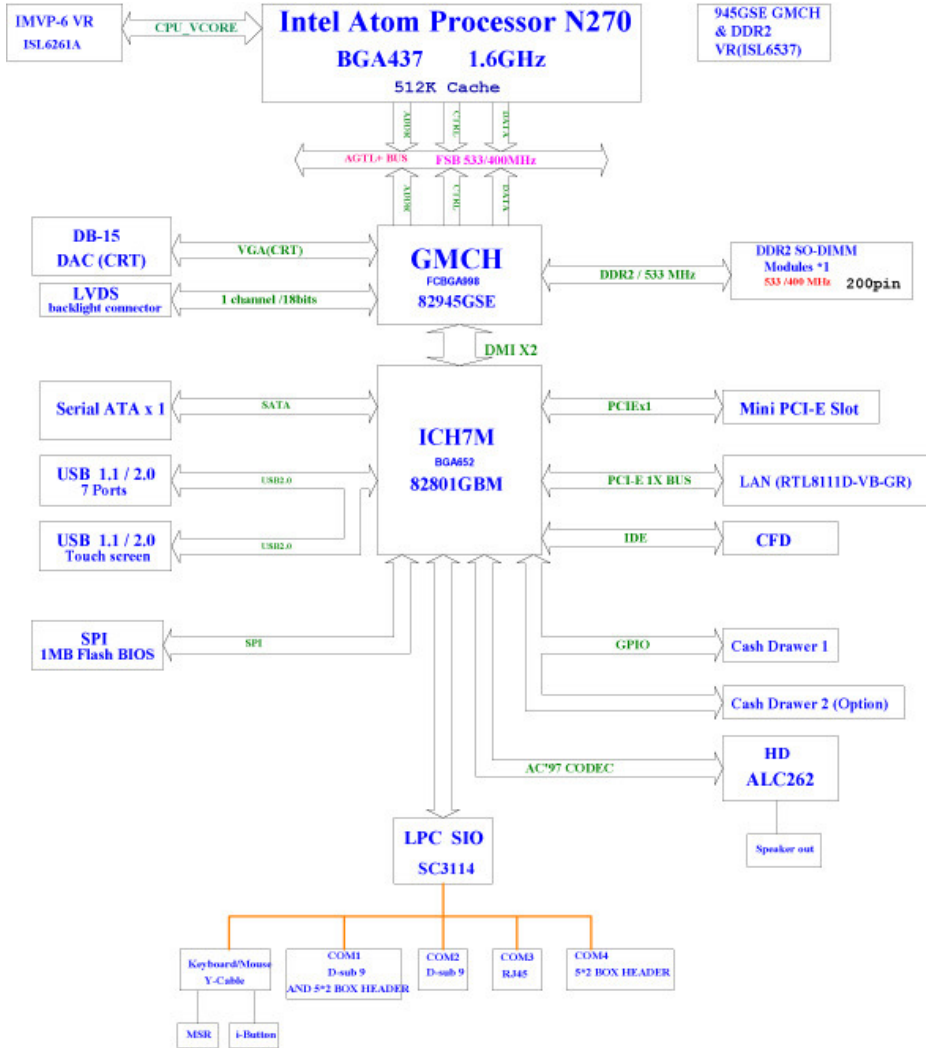 IMVP-6 VR
ISL6261A
CPU_VCORE
Intel Atom Processor N270
BGA437 1.6GHz
512K Cache
945GSE GMCH
& DDR2
VR(ISL6537)
ADDR CTRL DATA
AGTL+ BUS FSB 533/400MHz
ADDR CTRL DATA
DB-15
DAC (CRT)
VGA(CRT)
GMCH
FCBGA998
82945GSE
DDR2 / 533 MHz
DDR2 SO-DIMM
Modules *1
533 /400 MHz 200pin
LVDS
backlight connector
1 channel /18bits
DMI X2
Serial ATA x 1
SATA
ICH7M
BGA652
82801GBM
PCIEx1
Mini PCI-E Slot
USB 1.1 / 2.0
7 Ports
USB2.0
PCI-E 1X BUS
LAN (RTL8111D-VB-GR)
USB 1.1 / 2.0
Touch screen
USB2.0
IDE
CFD
SPI
1MB Flash BIOS
SPI
GPIO
Cash Drawer 1
Cash Drawer 2 (Option)
AC'97 CODEC
HD
ALC262
Speaker out
LPC SIO
SC3114
Keyboard/Mouse
Y-Cable
COM1
D-sub 9
AND 5*2 BOX HEADER
COM2
D-sub 9
COM3
RJ45
COM4
5*2 BOX HEADER
MSR
i-Button